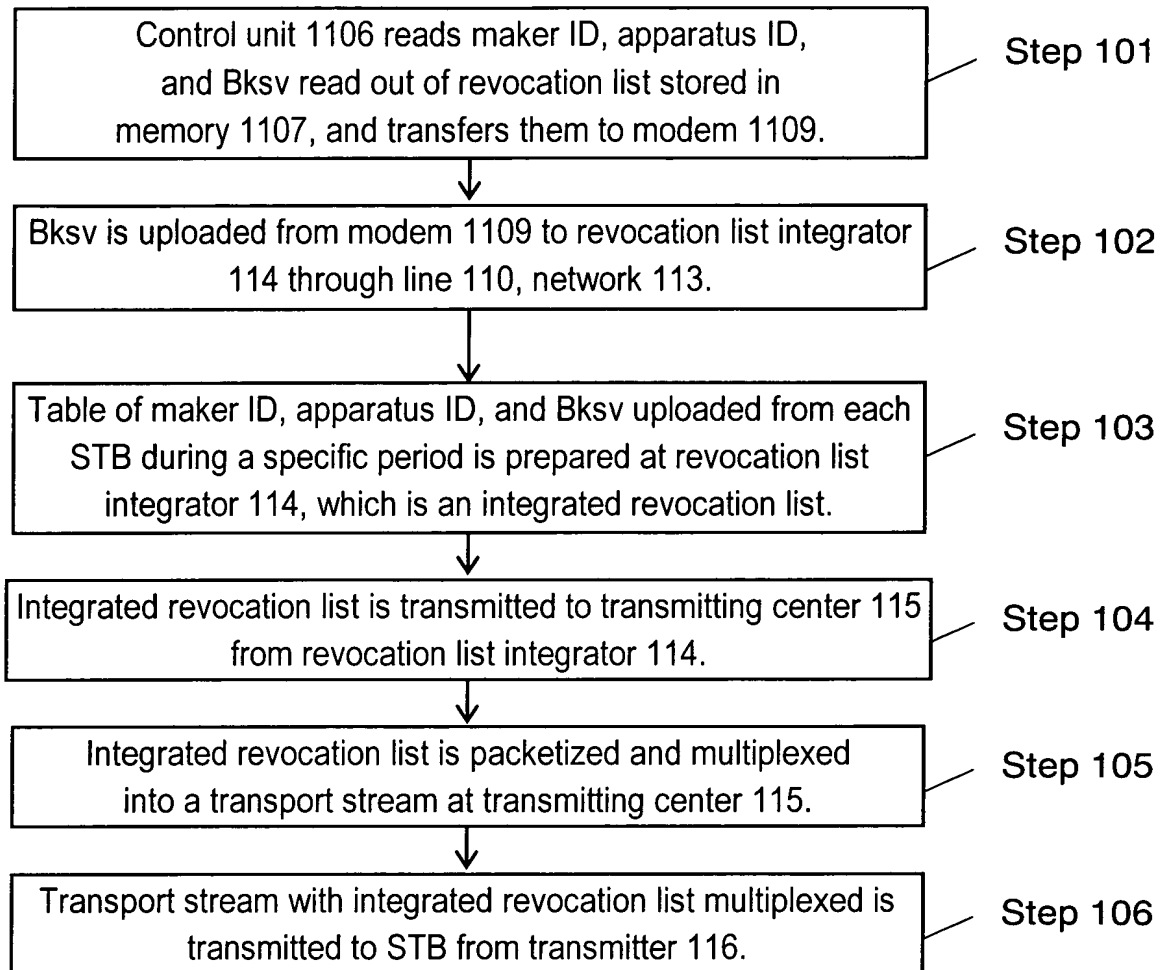 Control unit 1106 reads maker ID, apparatus ID,
and Bksv read out of revocation list stored in
memory 1107, and transfers them to modem 1109.
Step 101
Bksv is uploaded from modem 1109 to revocation list integrator
114 through line 110, network 113.
Step 102
Table of maker ID, apparatus ID, and Bksv uploaded from each
STB during a specific period is prepared at revocation list
integrator 114, which is an integrated revocation list.
Step 103
Integrated revocation list is transmitted to transmitting center 115
from revocation list integrator 114.
Step 104
Integrated revocation list is packetized and multiplexed
into a transport stream at transmitting center 115.
Step 105
Transport stream with integrated revocation list multiplexed is
transmitted to STB from transmitter 116.
Step 106